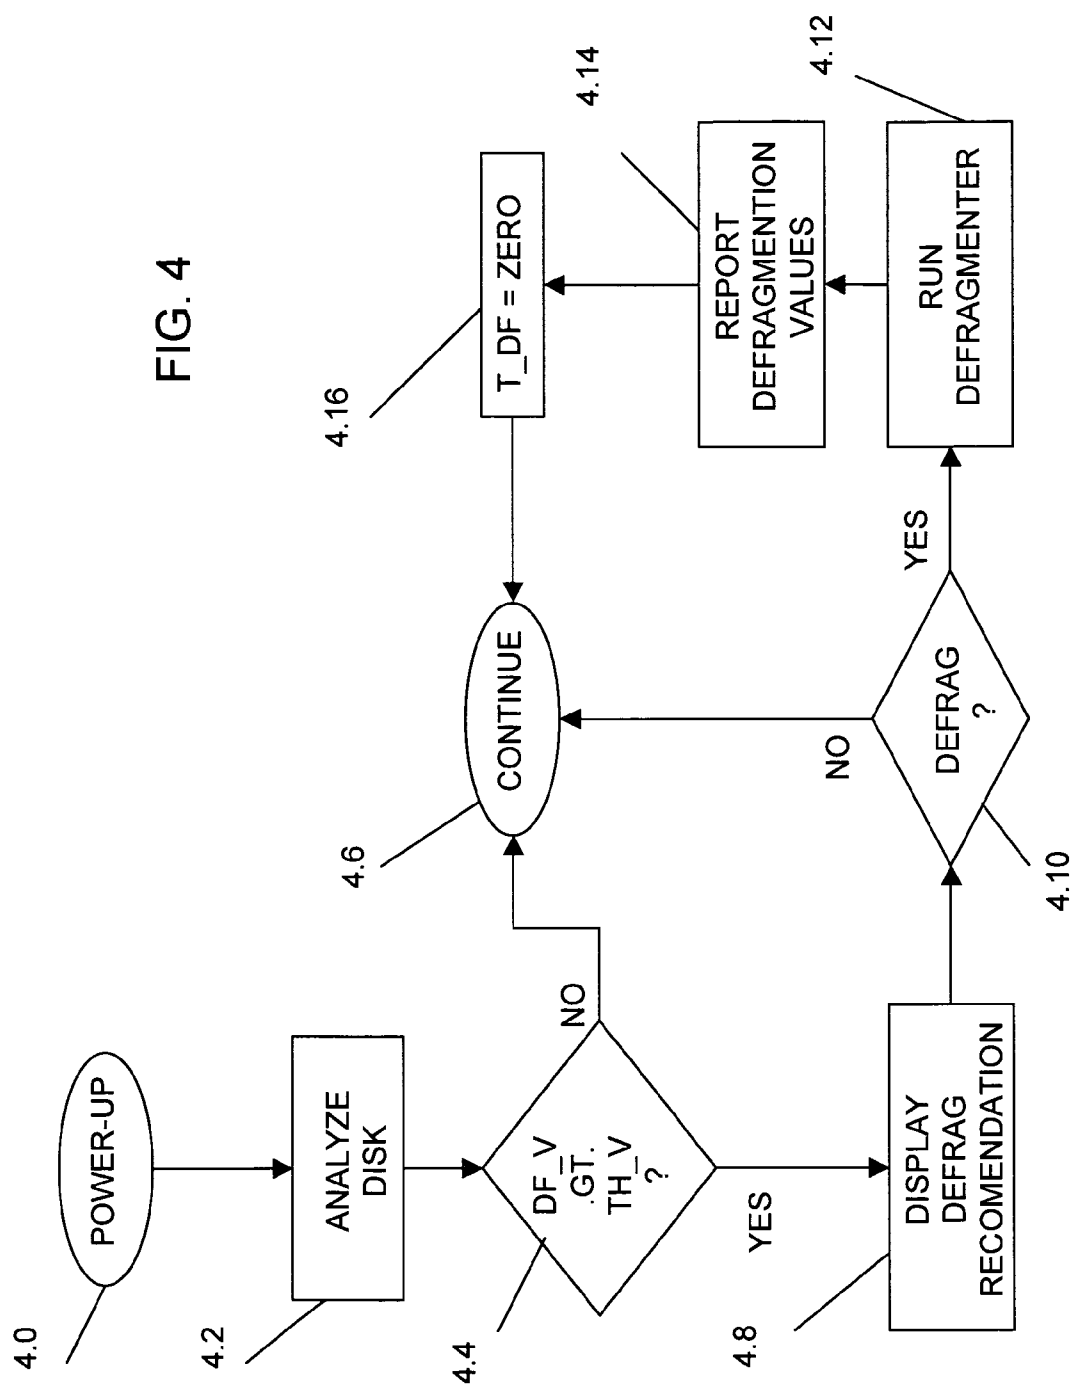 FIG. 4
4.0
POWER-UP
4.2
ANALYZE
DISK
4.4
DF_V
.GT.
TH_V
?
NO
YES
4.6
CONTINUE
4.8
DISPLAY
DEFRAG
RECOMENDATION
4.10
DEFRAG
?
NO
YES
4.12
RUN
DEFRAGMENTER
4.14
REPORT
DEFRAGMENTION
VALUES
4.16
T_DF = ZERO